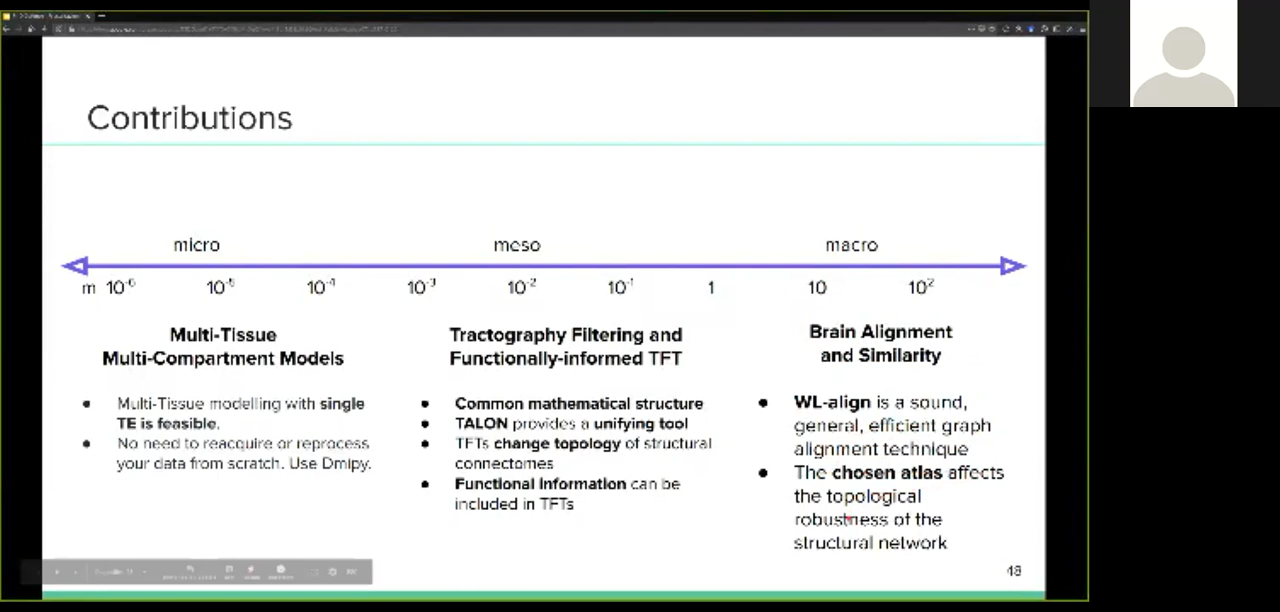 Contributions
micro meso macro
m 10⁻⁶ 10⁻⁵ 10⁻⁴ 10⁻³ 10⁻² 10⁻¹ 1 10 10²
Multi-Tissue
Multi-Compartment Models
● Multi-Tissue modelling with single
TE is feasible.
● No need to reacquire or reprocess
your data from scratch. Use Dmipy.
Tractography Filtering and
Functionally-informed TFT
● Common mathematical structure
● TALON provides a unifying tool
● TFTs change topology of structural
connectomes
● Functional information can be
included in TFTs
Brain Alignment
and Similarity
● WL-align is a sound,
general, efficient graph
alignment technique
● The chosen atlas affects
the topological
robustness of the
structural network
48